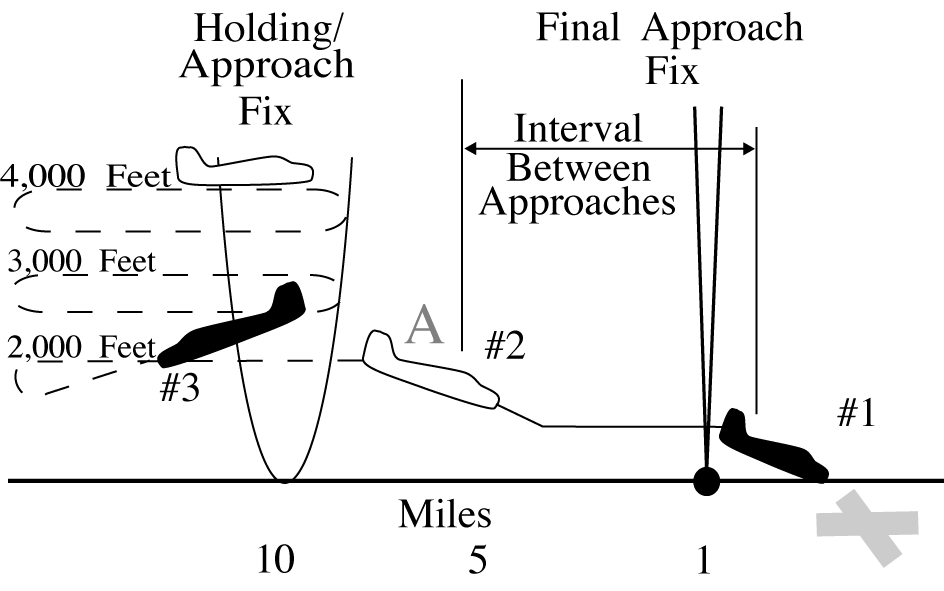 Holding/
Approach
Fix
Final Approach
Fix
Interval
Between
Approaches
4,000 Feet
3,000 Feet
2,000 Feet
A
#2
#3
#1
Miles
10 5 1